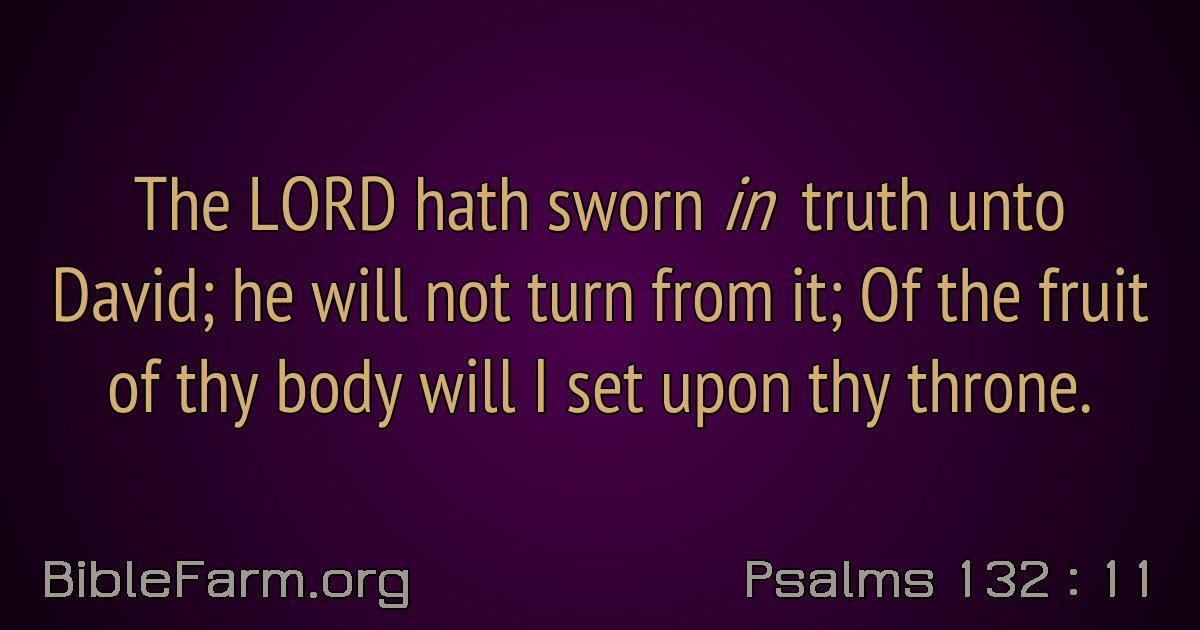 The LORD hath sworn in truth unto
David; he will not turn from it; Of the fruit
of thy body will I set upon thy throne.
BibleFarm.org
Psalms 132 : 11